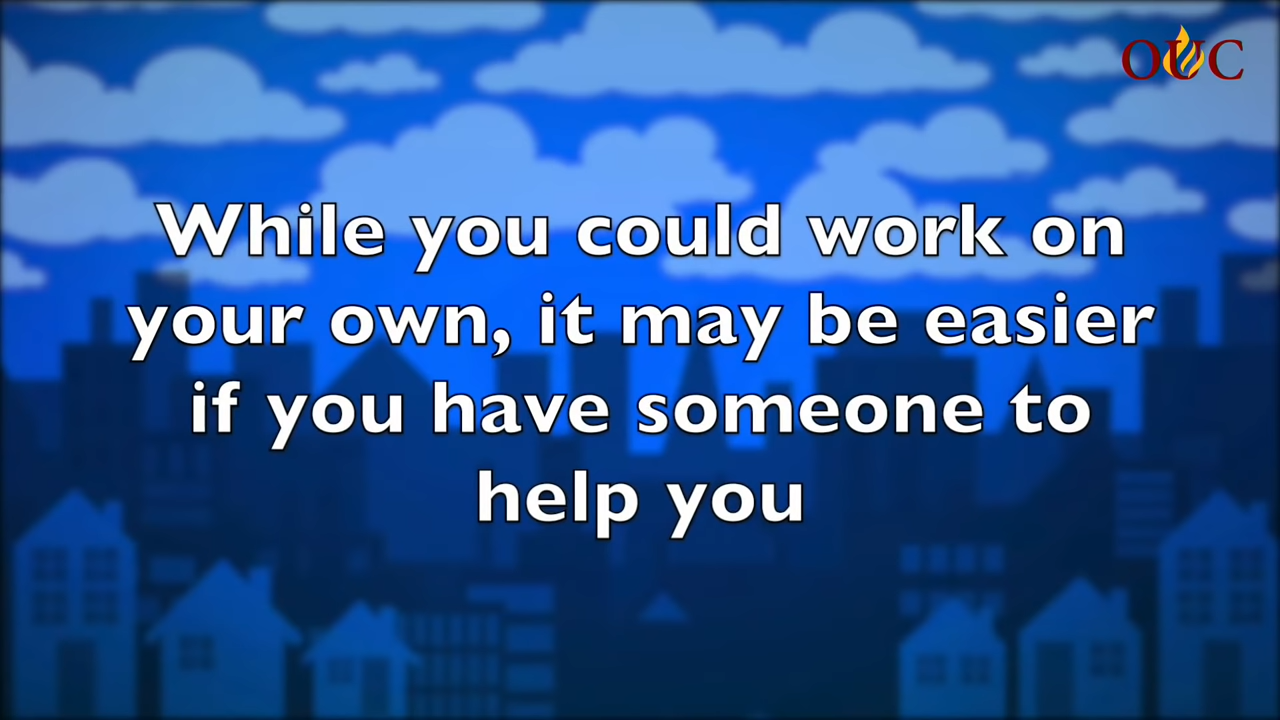 OUC
While you could work on
your own, it may be easier
if you have someone to
help you